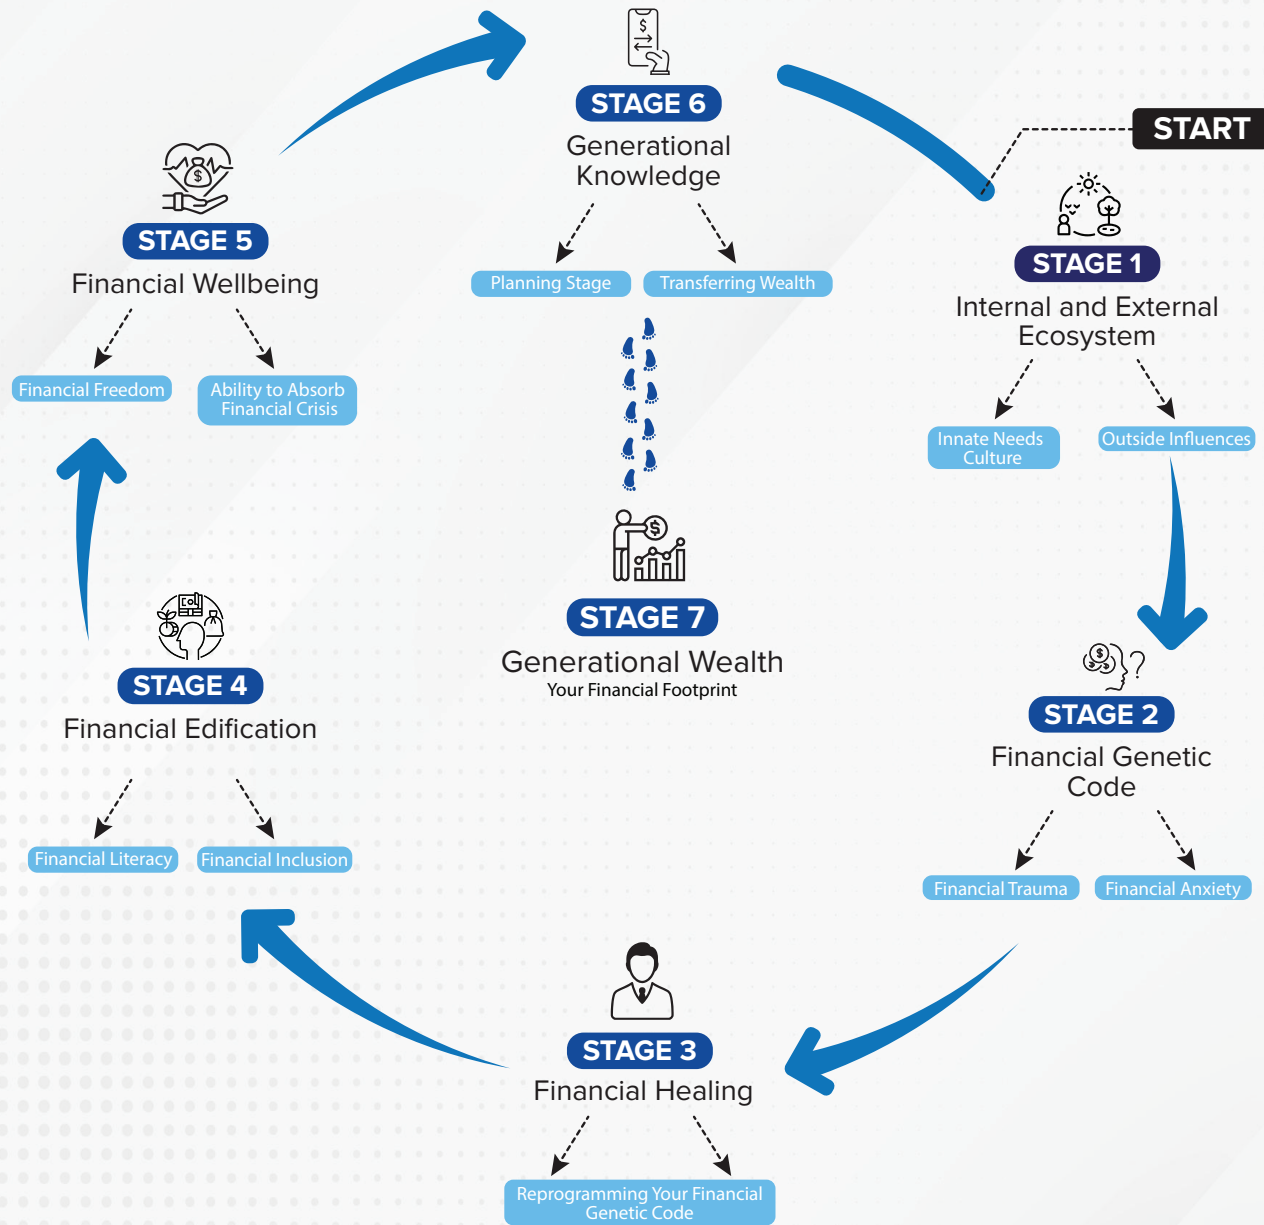 START
STAGE 1
Internal and External
Ecosystem
Innate Needs
Culture
Outside Influences
STAGE 2
Financial Genetic
Code
Financial Trauma
Financial Anxiety
STAGE 3
Financial Healing
Reprogramming Your Financial
Genetic Code
STAGE 4
Financial Edification
Financial Literacy
Financial Inclusion
STAGE 5
Financial Wellbeing
Financial Freedom
Ability to Absorb
Financial Crisis
$
STAGE 6
Generational
Knowledge
Planning Stage
Transferring Wealth
$
STAGE 7
Generational Wealth
Your Financial Footprint